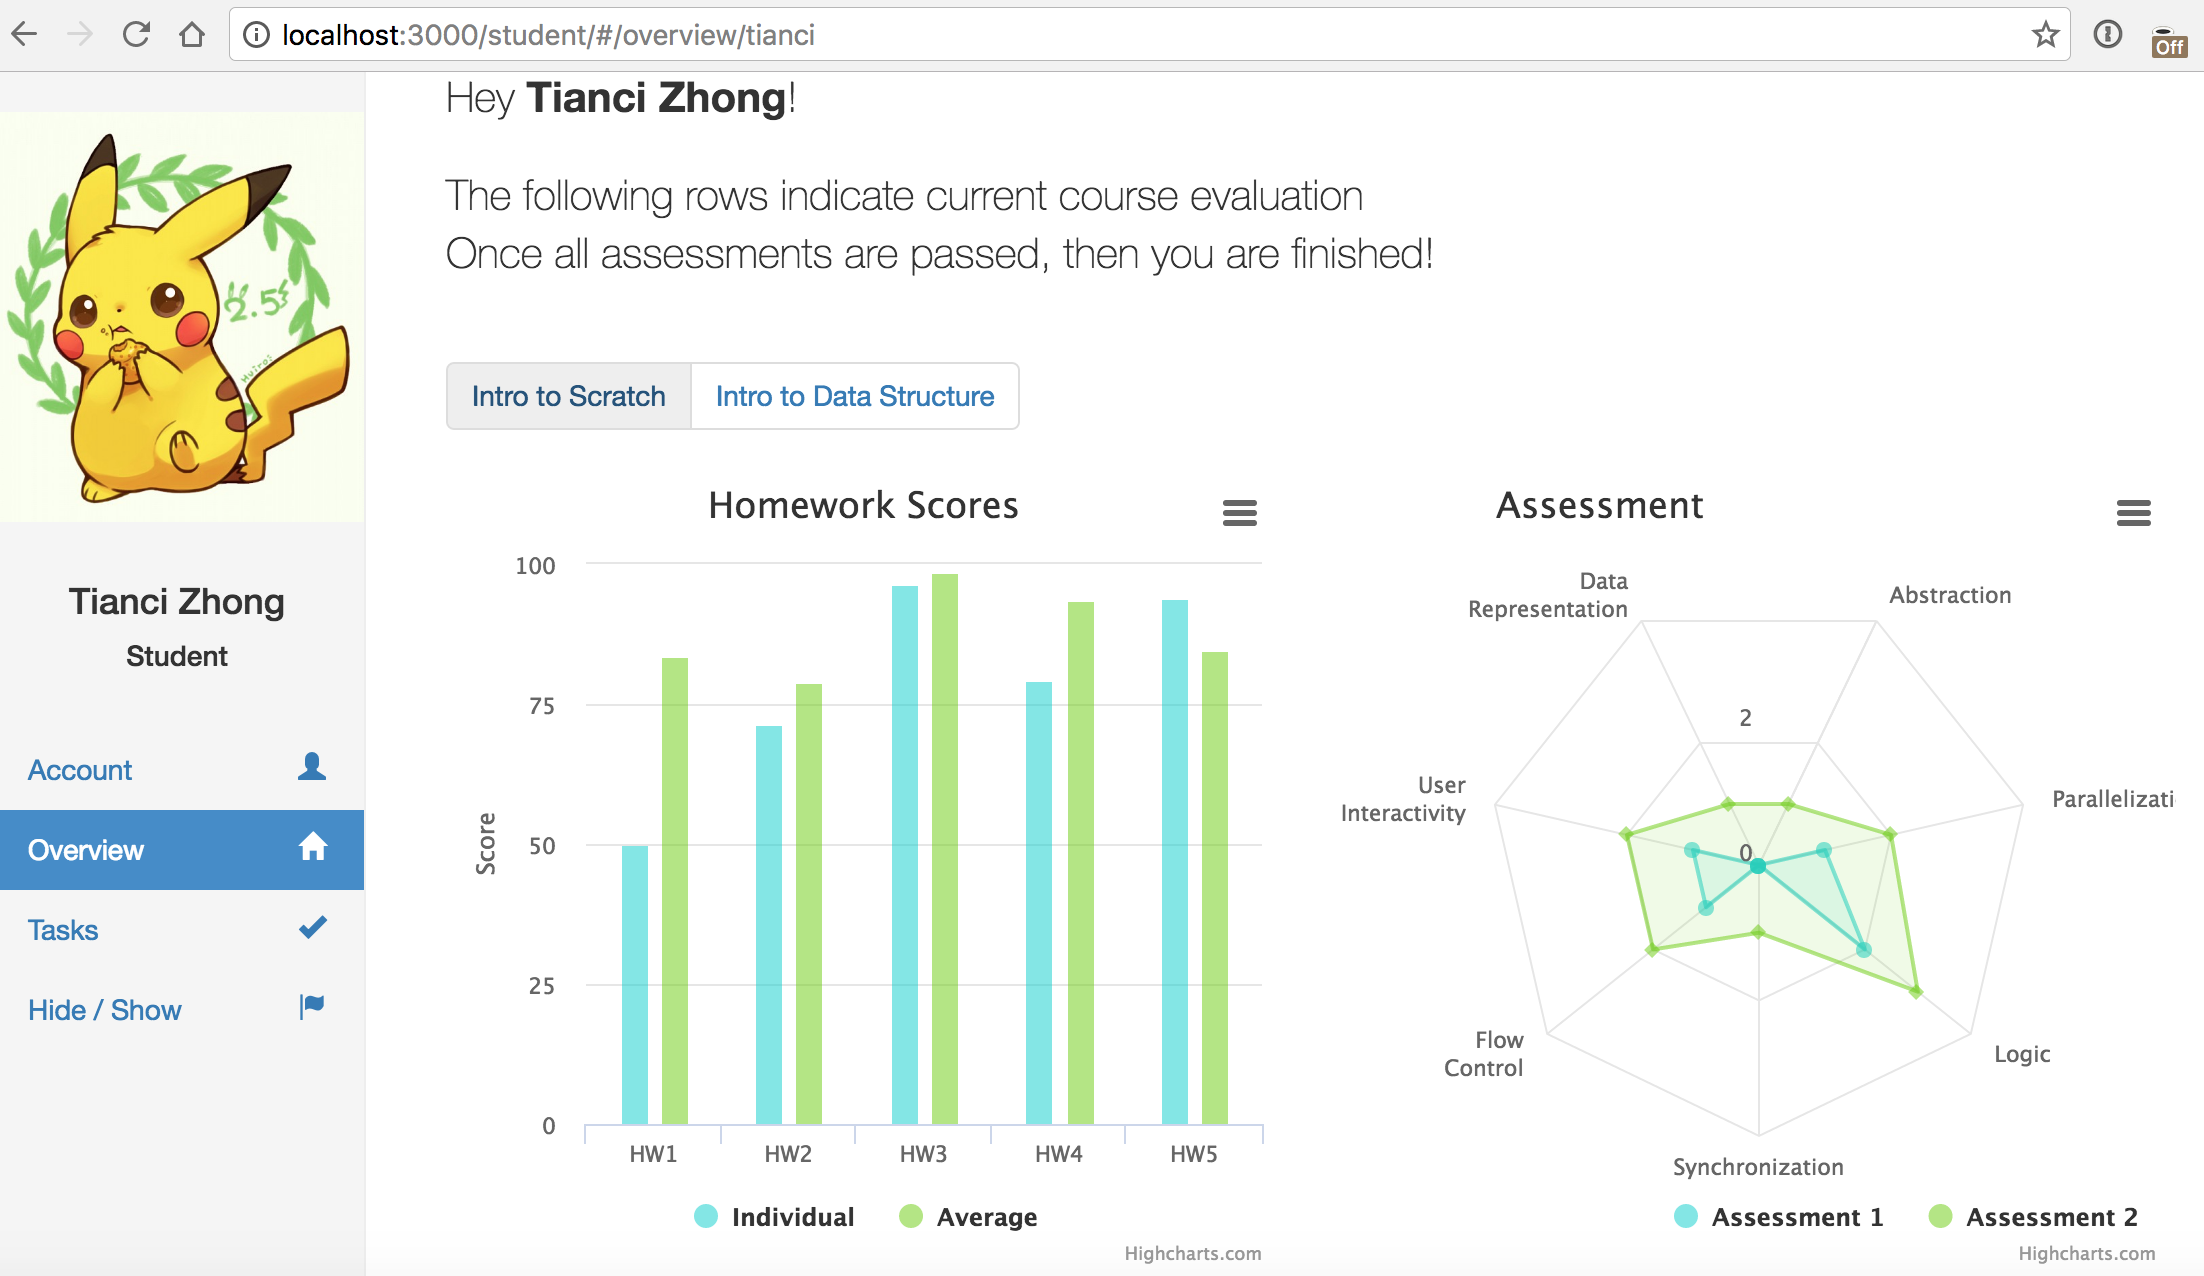 localhost:3000/student/#/overview/tianci
Off
Hey Tianci Zhong!
The following rows indicate current course evaluation
Once all assessments are passed, then you are finished!
2.5
Huiro:
Tianci Zhong
Student
Account
Overview
Tasks
Hide / Show
Intro to Scratch
Intro to Data Structure
Homework Scores
100
75
50
25
0
Score
HW1
HW2
HW3
HW4
HW5
Individual
Average
Highcharts.com
Assessment
Data
Representation
Abstraction
2
User
Interactivity
Parallelizati
0
Flow
Control
Logic
Synchronization
Assessment 1
Assessment 2
Highcharts.com